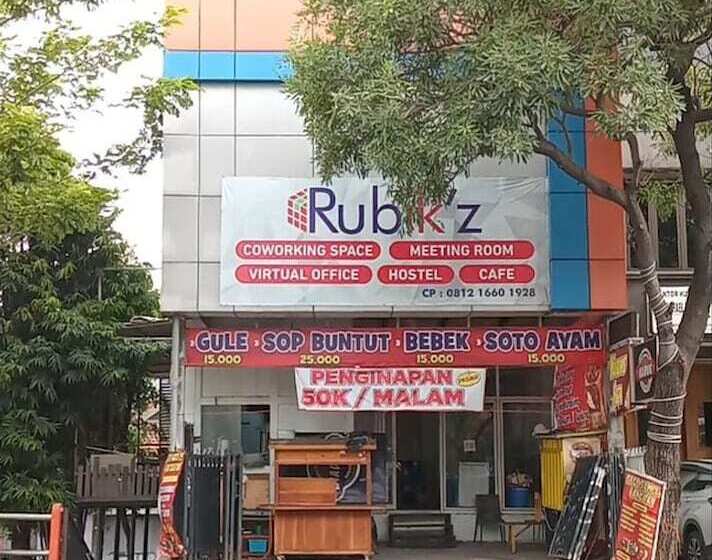 Rubik'z
COWORKING SPACE MEETING ROOM
VIRTUAL OFFICE HOSTEL CAFE
CP : 0812 1660 1928
GULE SOP BUNTUT BEBEK SOTO AYAM
15.000 25.000 15.000 15.000
PENGINAPAN
50K / MALAM